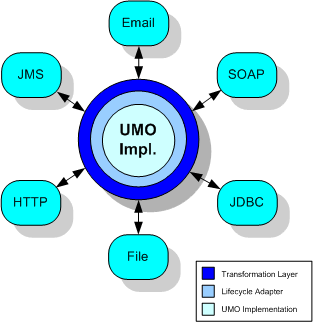 Email
JMS
SOAP
UMO
Impl.
HTTP
JDBC
File
Transformation Layer
Lifecycle Adapter
UMO Implementation